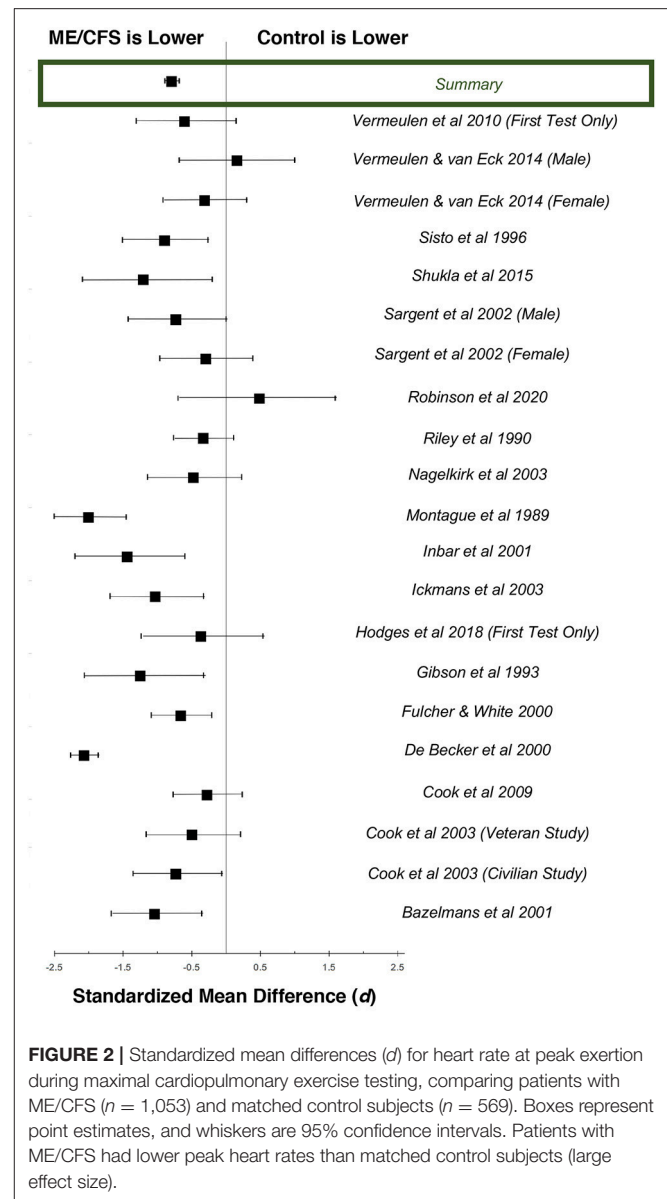 ME/CFS is Lower Control is Lower
Summary
Vermeulen et al 2010 (First Test Only)
Vermeulen & van Eck 2014 (Male)
Vermeulen & van Eck 2014 (Female)
Sisto et al 1996
Shukla et al 2015
Sargent et al 2002 (Male)
Sargent et al 2002 (Female)
Robinson et al 2020
Riley et al 1990
Nagelkirk et al 2003
Montague et al 1989
Inbar et al 2001
Ickmans et al 2003
Hodges et al 2018 (First Test Only)
Gibson et al 1993
Fulcher & White 2000
De Becker et al 2000
Cook et al 2009
Cook et al 2003 (Veteran Study)
Cook et al 2003 (Civilian Study)
Bazelmans et al 2001
-2.5 -1.5 -0.5 0.5 1.5 2.5
Standardized Mean Difference (d)
FIGURE 2 | Standardized mean differences (d) for heart rate at peak exertion
during maximal cardiopulmonary exercise testing, comparing patients with
ME/CFS (n = 1,053) and matched control subjects (n = 569). Boxes represent
point estimates, and whiskers are 95% confidence intervals. Patients with
ME/CFS had lower peak heart rates than matched control subjects (large
effect size).